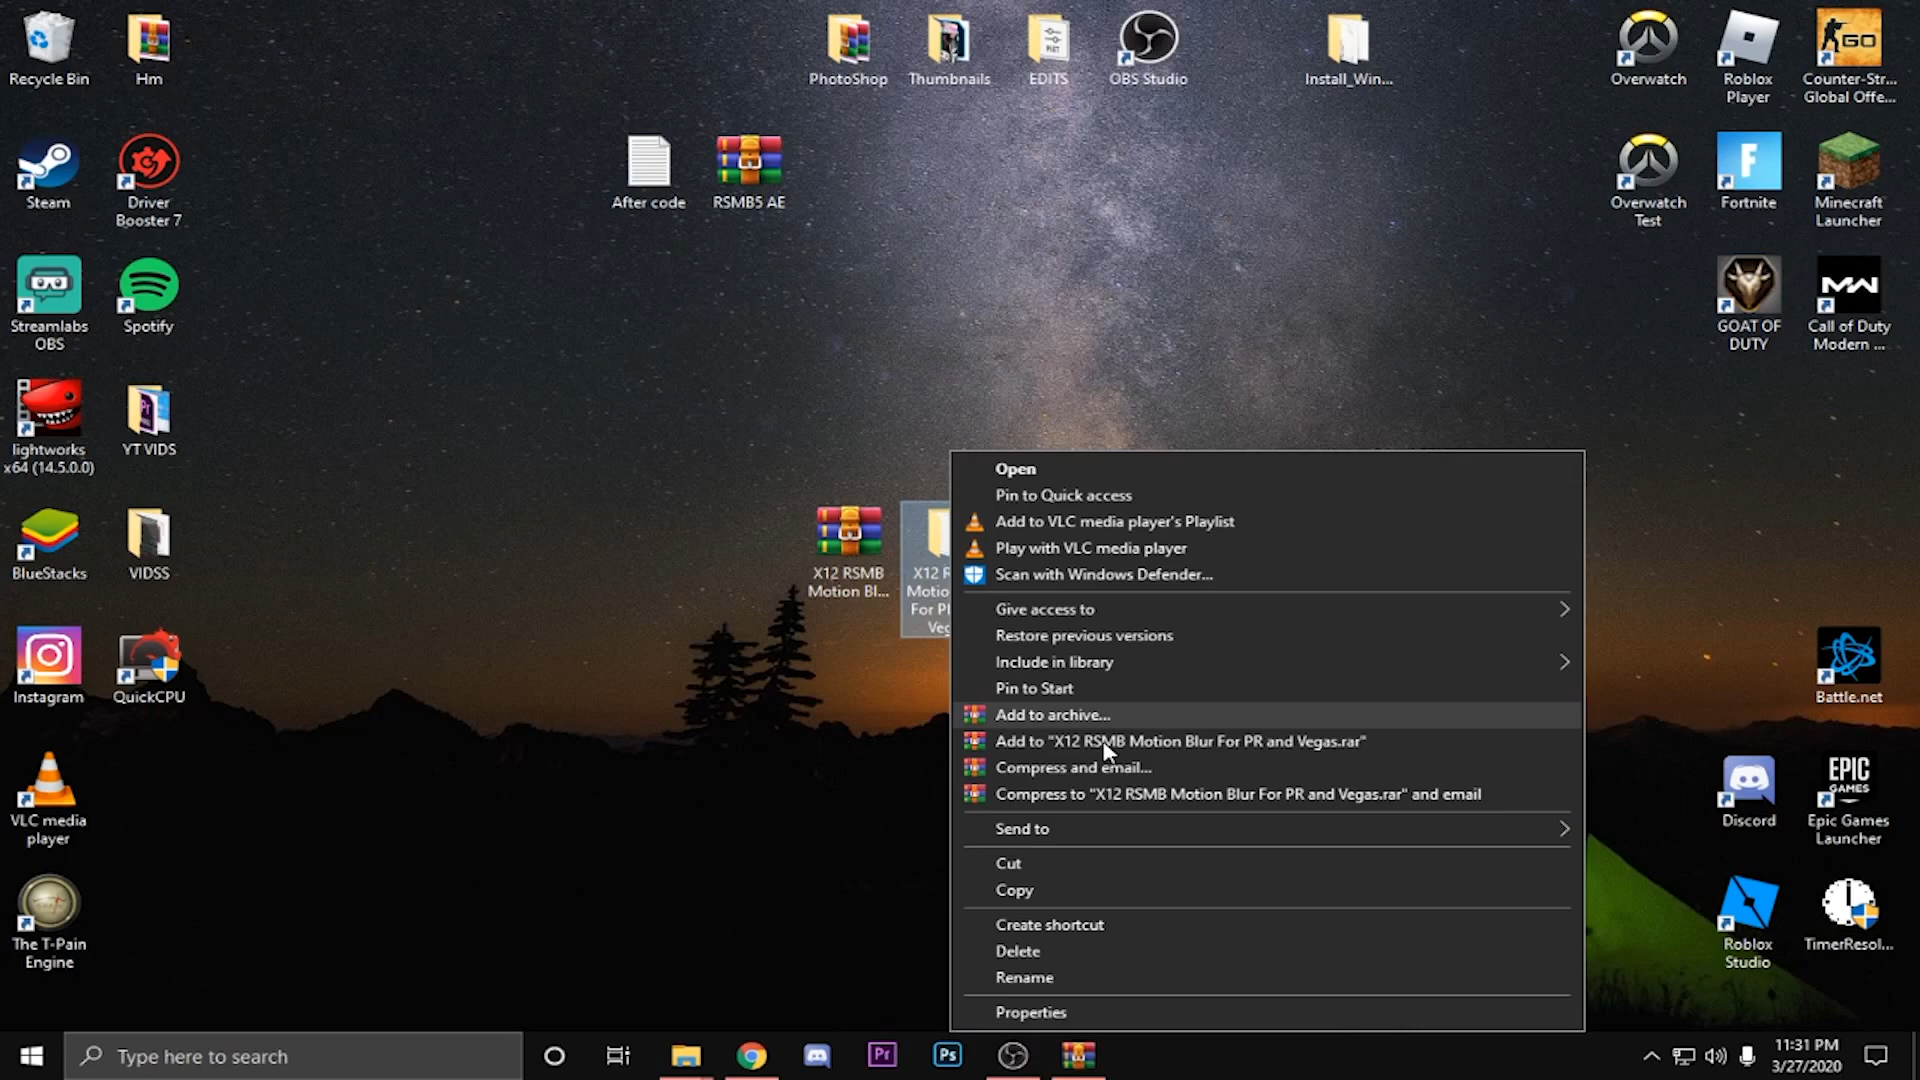 Recycle Bin
Hm
PhotoShop
Thumbnails
EDITS
OBS Studio
Install_Win...
Overwatch
Roblox
Player
Counter-Str...
Global Offe...
GO
Steam
Driver
Booster 7
After code
RSMB5 AE
Overwatch
Test
Fortnite
Minecraft
Launcher
Streamlabs
OBS
Spotify
GOAT OF
DUTY
MW
Call of Duty
Modern ...
lightworks
x64 (14.5.0.0)
Pr
YT VIDS
BlueStacks
VIDSS
X12 RSMB
Motion Bl...
Open
Pin to Quick access
Add to VLC media player's Playlist
Play with VLC media player
Scan with Windows Defender...
Give access to
Restore previous versions
Include in library
Pin to Start
Add to archive...
Add to "X12 RSMB Motion Blur For PR and Vegas.rar"
Compress and email...
Compress to "X12 RSMB Motion Blur For PR and Vegas.rar" and email
Send to
Cut
Copy
Create shortcut
Delete
Rename
Properties
Instagram
QuickCPU
Battle.net
VLC media
player
Discord
EPIC
GAMES
Epic Games
Launcher
The T-Pain
Engine
Roblox
Studio
TimerResol...
Type here to search
Pr
Ps
11:31 PM
3/27/2020